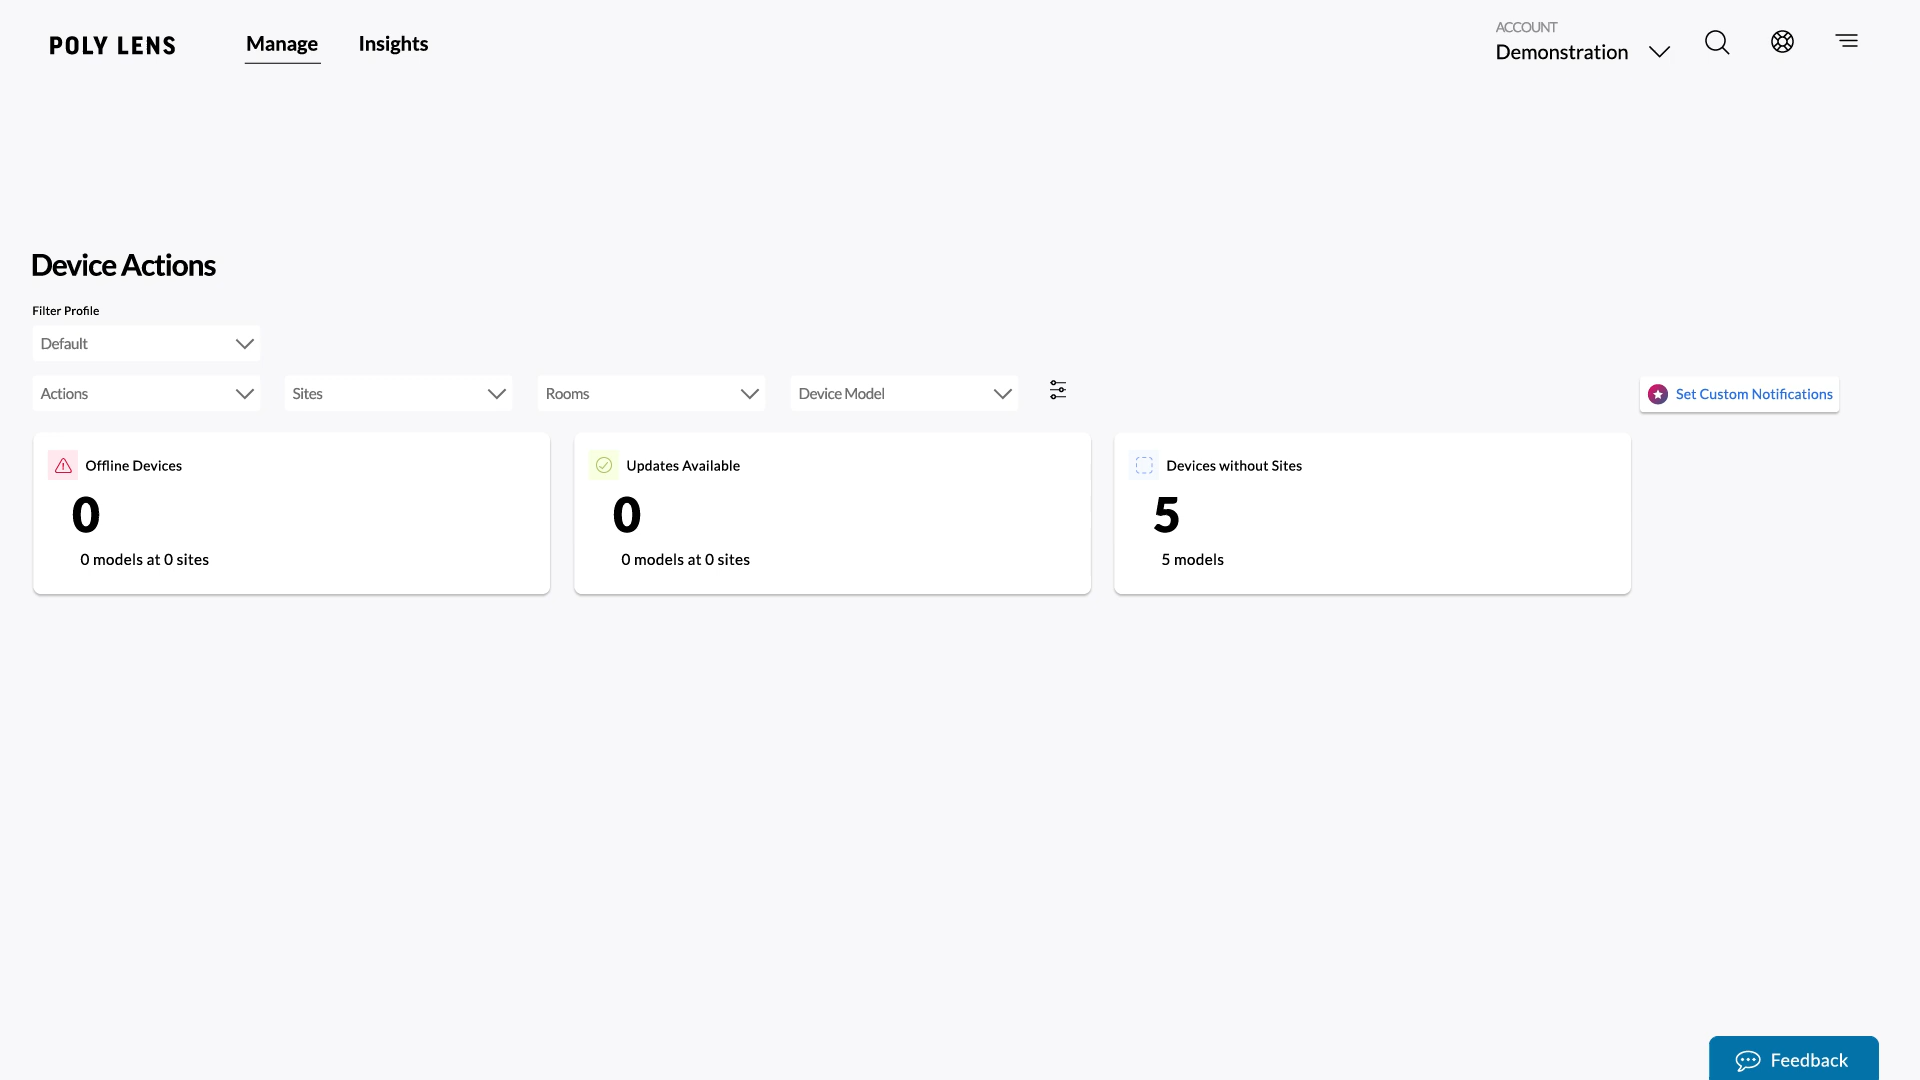 POLY LENS
Manage
Insights
ACCOUNT
Demonstration
Device Actions
Filter Profile
Default
Actions
Sites
Rooms
Device Model
Set Custom Notifications
Offline Devices
0
0 models at 0 sites
Updates Available
0
0 models at 0 sites
Devices without Sites
5
5 models
Feedback